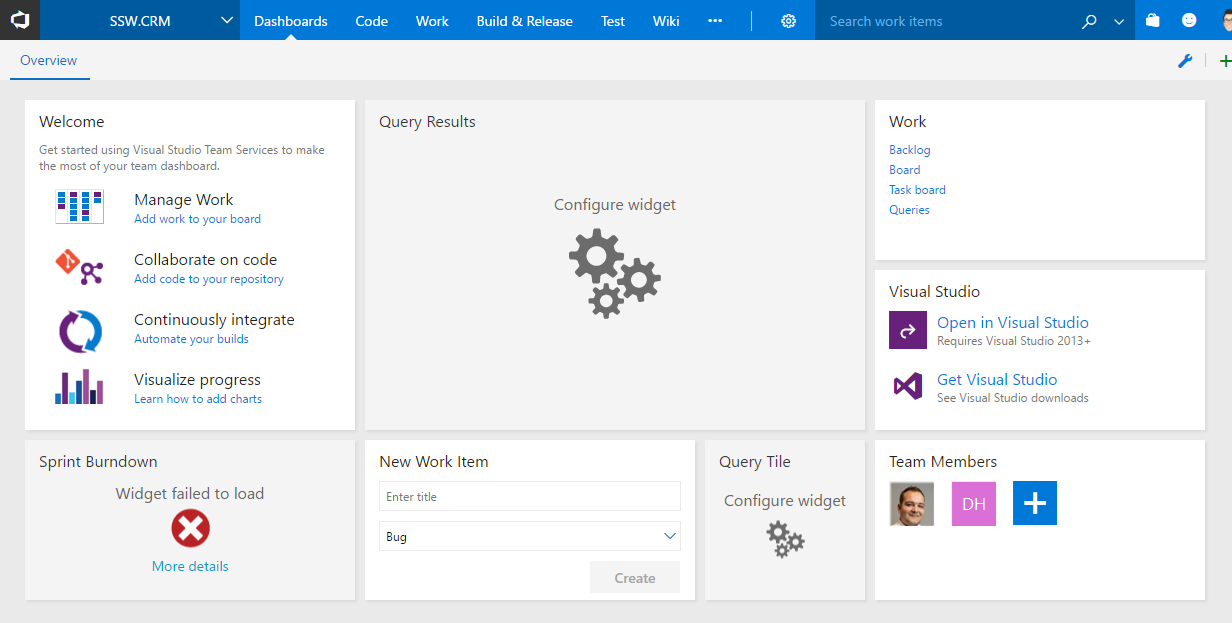 SSW.CRM
Dashboards Code Work Build & Release Test Wiki
Search work items
Overview
Welcome
Get started using Visual Studio Team Services to make
the most of your team dashboard.
Manage Work
Add work to your board
Collaborate on code
Add code to your repository
Continuously integrate
Automate your builds
Visualize progress
Learn how to add charts
Query Results
Configure widget
Work
Backlog
Board
Task board
Queries
Visual Studio
Open in Visual Studio
Requires Visual Studio 2013+
Get Visual Studio
See Visual Studio downloads
Sprint Burndown
Widget failed to load
More details
New Work Item
Enter title
Bug
Create
Query Tile
Configure widget
Team Members
DH